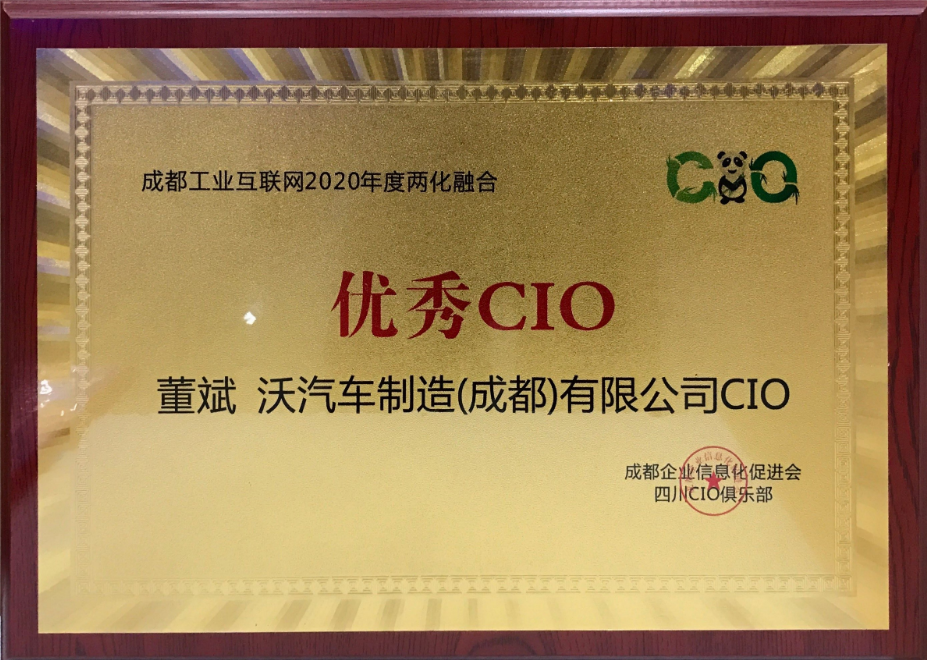 成都工业互联网2020年度两化融合
CIO
优秀CIO
董斌 沃汽车制造(成都)有限公司CIO
成都企业信息化促进会
四川CIO俱乐部